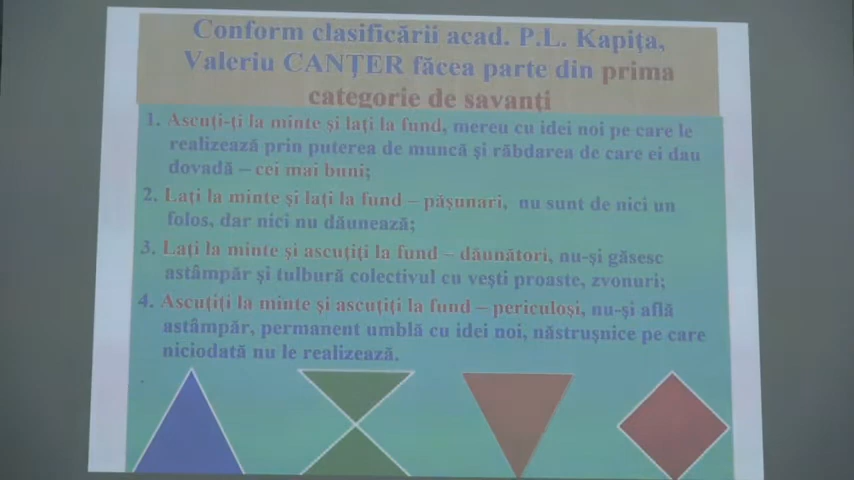 Conform clasificării acad. P.L. Kapiţa,
Valeriu CANŢER făcea parte din prima
categorie de savanţi
1. Ascuţi-ţi la minte şi laţi la fund, mereu cu idei noi pe care le
realizează prin puterea de muncă şi răbdarea de care ei dau
dovadă – cei mai buni;
2. Laţi la minte şi laţi la fund – păşunari, nu sunt de nici un
folos, dar nici nu dăunează;
3. Laţi la minte şi ascuţiţi la fund – dăunători, nu-şi găsesc
astâmpăr şi tulbură colectivul cu veşti proaste, zvonuri;
4. Ascuţiţi la minte şi ascuţiţi la fund – periculoşi, nu-şi află
astâmpăr, permanent umblă cu idei noi, năstruşnice pe care
niciodată nu le realizează.